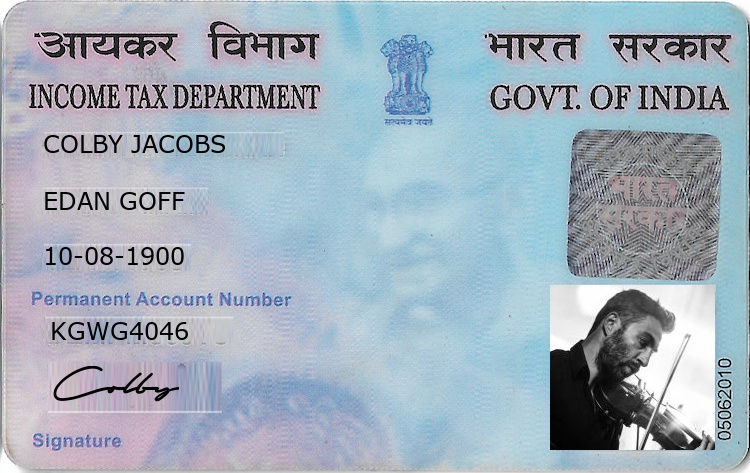 आयकर विभाग भारत सरकार
INCOME TAX DEPARTMENT GOVT. OF INDIA
सत्यमेव जयते
COLBY JACOBS
EDAN GOFF
10-08-1900
भारत
सरकार
Permanent Account Number
KGWG4046
Colby
Signature
05062010